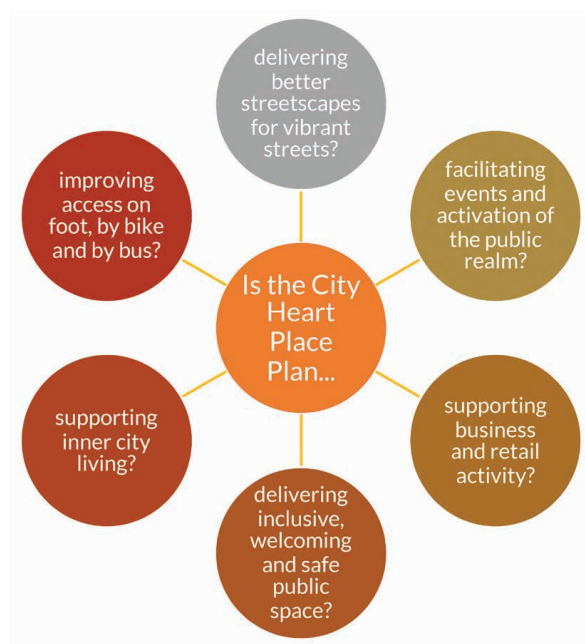 delivering
better
streetscapes
for vibrant
streets?
facilitating
events and
activation of
the public
realm?
supporting
business
and retail
activity?
delivering
inclusive,
welcoming
and safe
public
space?
supporting
inner city
living?
improving
access on
foot, by bike
and by bus?
Is the City
Heart
Place
Plan...